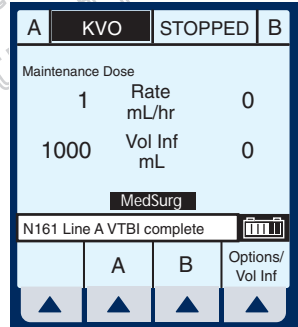 A KVO STOPPED B
Maintenance Dose
1 Rate mL/hr 0
1000 Vol Inf mL 0
MedSurg
N161 Line A VTBI complete
A B Options/ Vol Inf